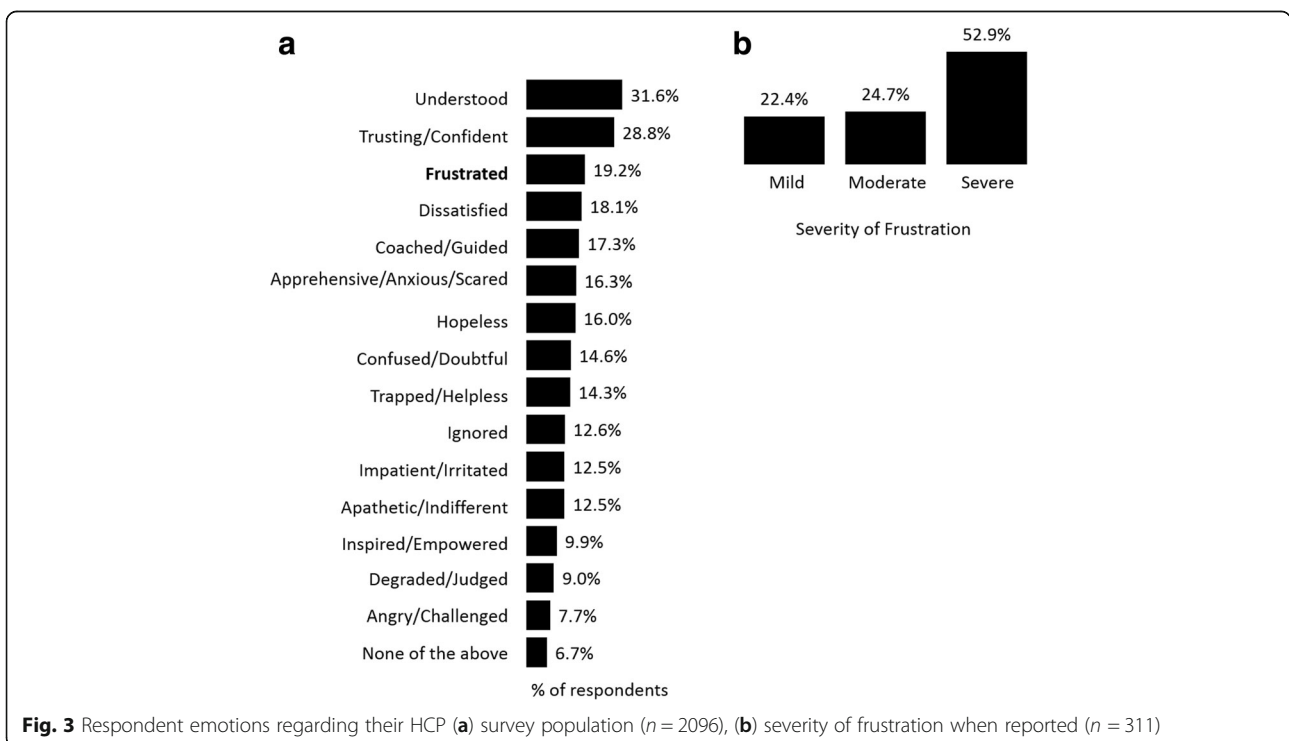 a
Understood 31.6%
Trusting/Confident 28.8%
Frustrated 19.2%
Dissatisfied 18.1%
Coached/Guided 17.3%
Apprehensive/Anxious/Scared 16.3%
Hopeless 16.0%
Confused/Doubtful 14.6%
Trapped/Helpless 14.3%
Ignored 12.6%
Impatient/Irritated 12.5%
Apathetic/Indifferent 12.5%
Inspired/Empowered 9.9%
Degraded/Judged 9.0%
Angry/Challenged 7.7%
None of the above 6.7%
% of respondents
b
52.9%
22.4% 24.7%
Mild Moderate Severe
Severity of Frustration
Fig. 3 Respondent emotions regarding their HCP (a) survey population (n = 2096), (b) severity of frustration when reported (n = 311)